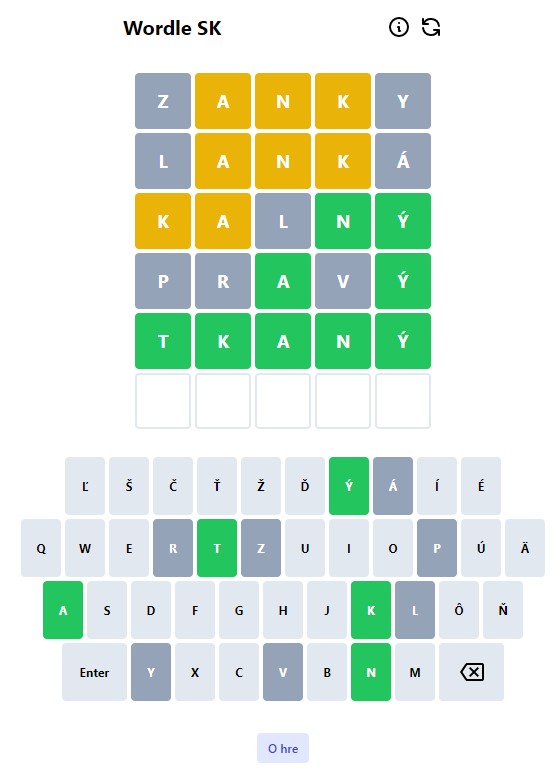 Wordle SK
Z A N K Y
L A N K Á
K A L N Ý
P R A V Ý
T K A N Ý
Ľ Š Č Ť Ž Ď Ý Á Í É
Q W E R T Z U I O P Ú Ä
A S D F G H J K L Ô Ň
Enter Y X C V B N M
O hre